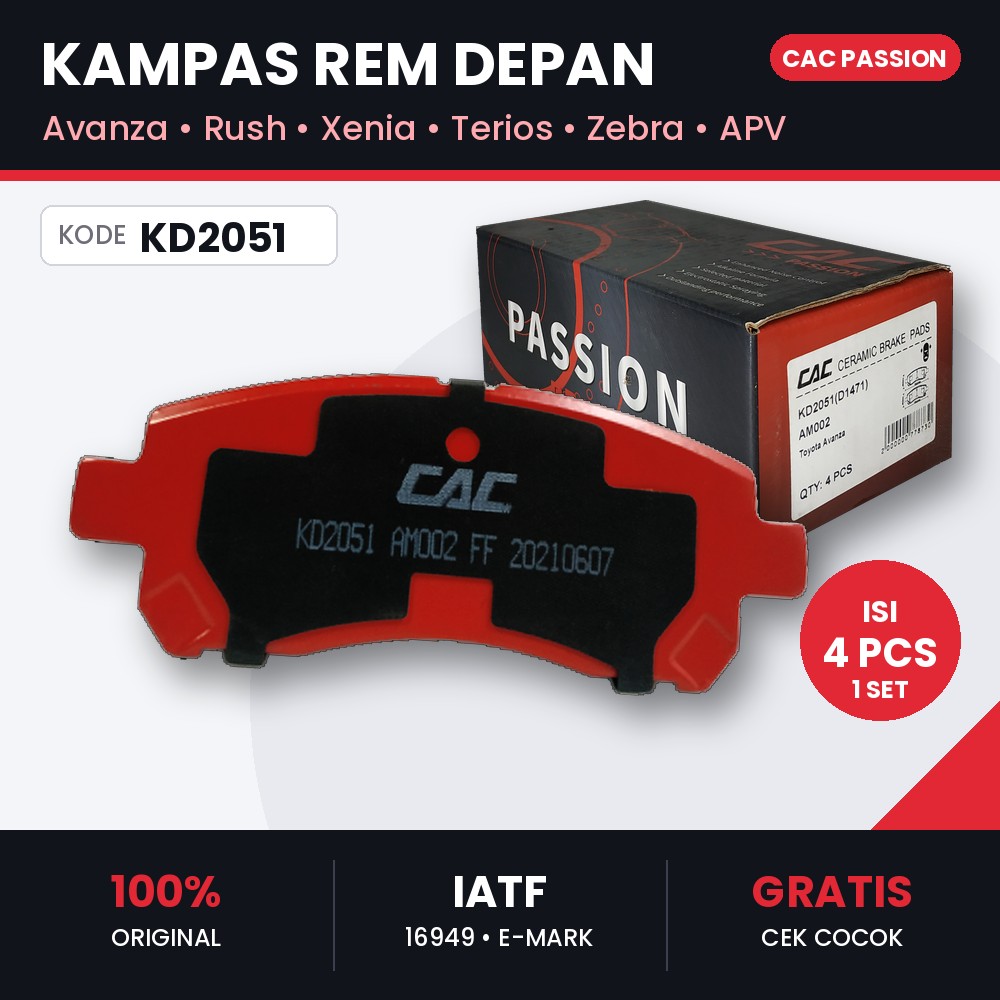 KAMPAS REM DEPAN
CAC PASSION
Avanza • Rush • Xenia • Terios • Zebra • APV
KODE KD2051
CAC
PASSION
PASSION
CAC CERAMIC BRAKE PADS
KD2051(D1471)
AM002
Toyota Avanza
QTY: 4 PCS
CAC
KD2051 AM002 FF 20210607
ISI
4 PCS
1 SET
100%
ORIGINAL
IATF
16949 • E-MARK
GRATIS
CEK COCOK